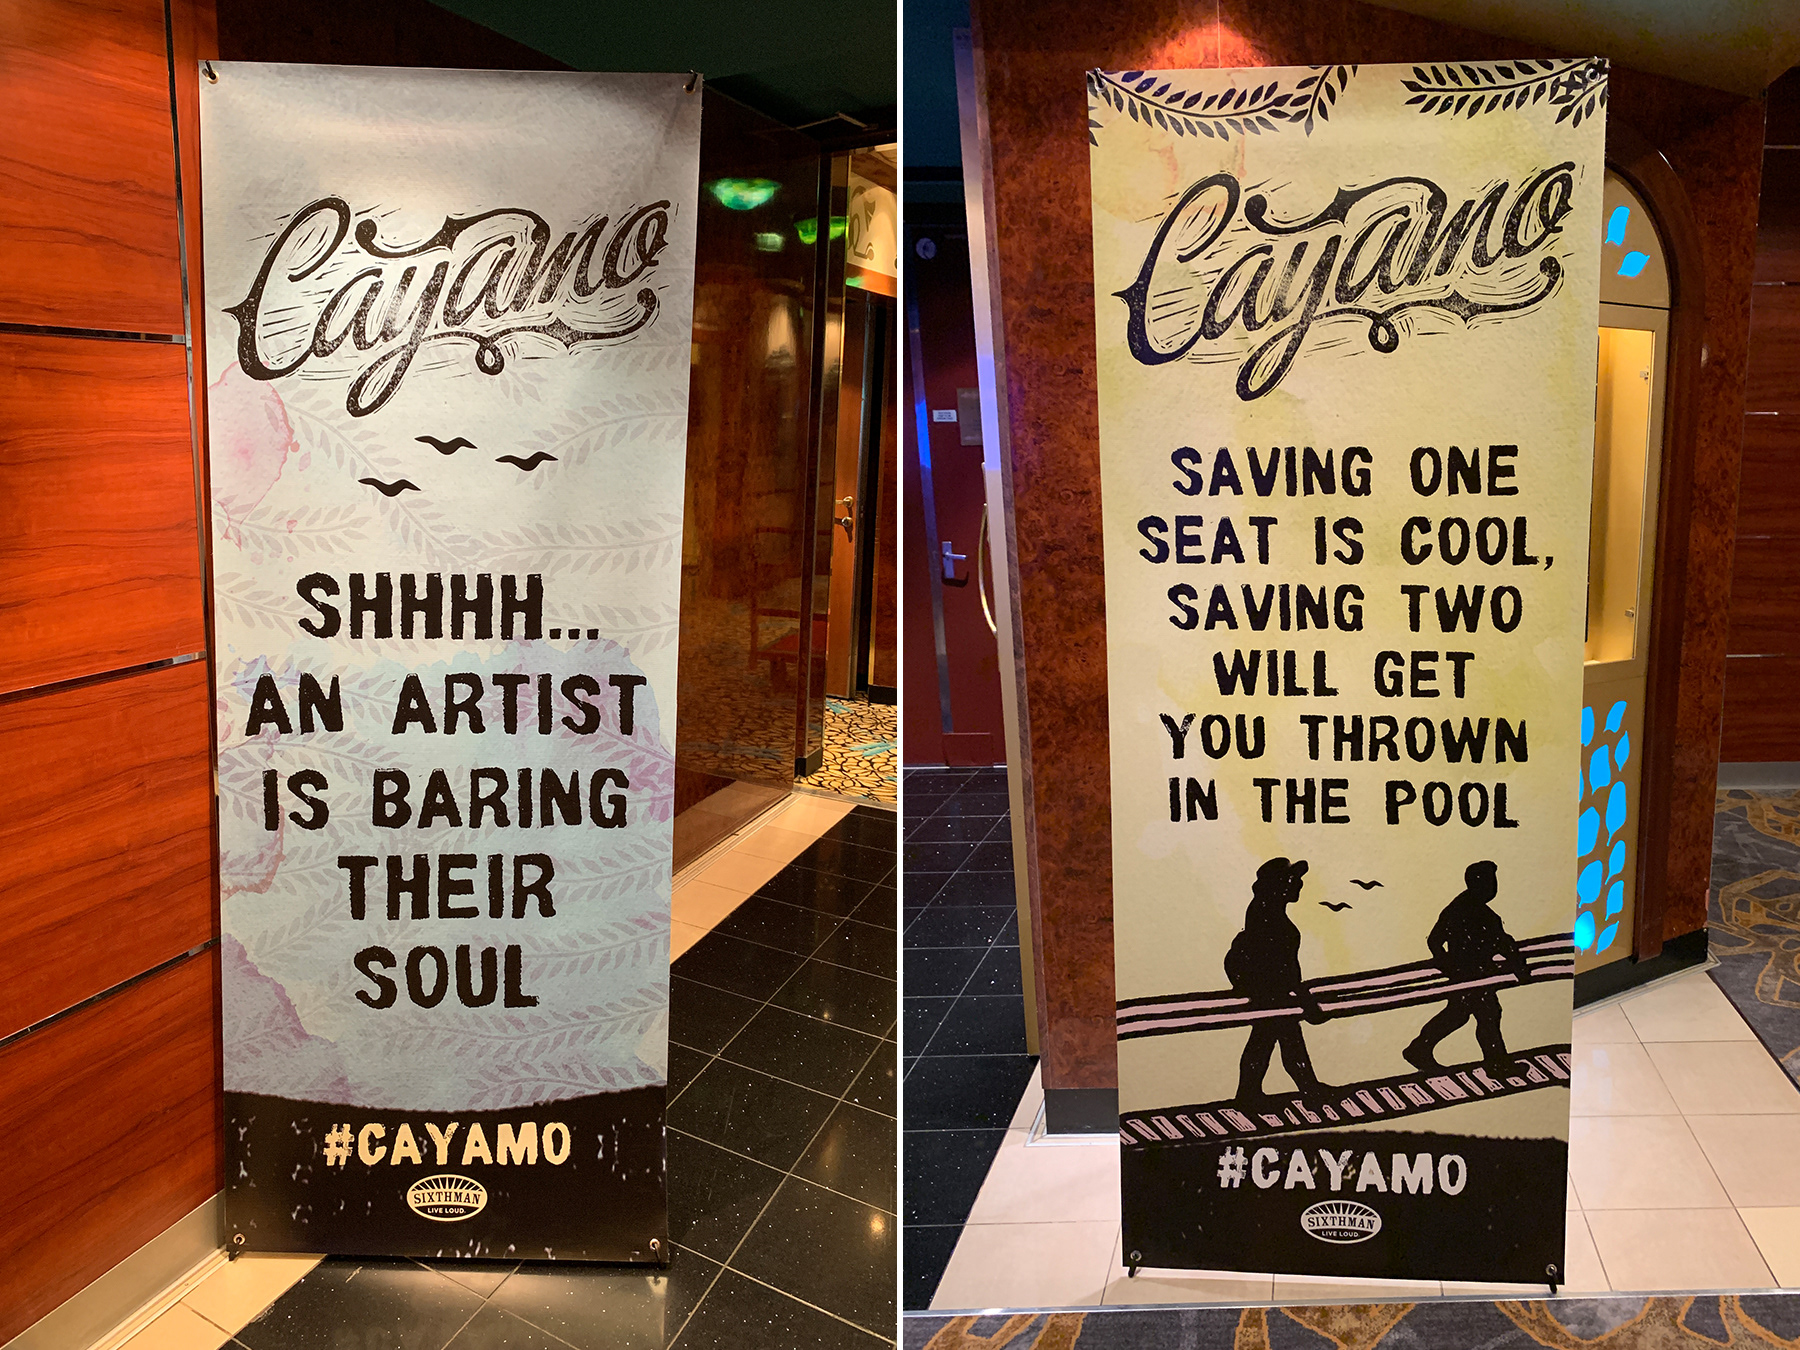 Cayamo
SHHHH...
AN ARTIST
IS BARING
THEIR
SOUL
#CAYAMO
SIXTHMAN
LIVE LOUD.
Cayamo
SAVING ONE
SEAT IS COOL,
SAVING TWO
WILL GET
YOU THROWN
IN THE POOL
#CAYAMO
SIXTHMAN
LIVE LOUD.